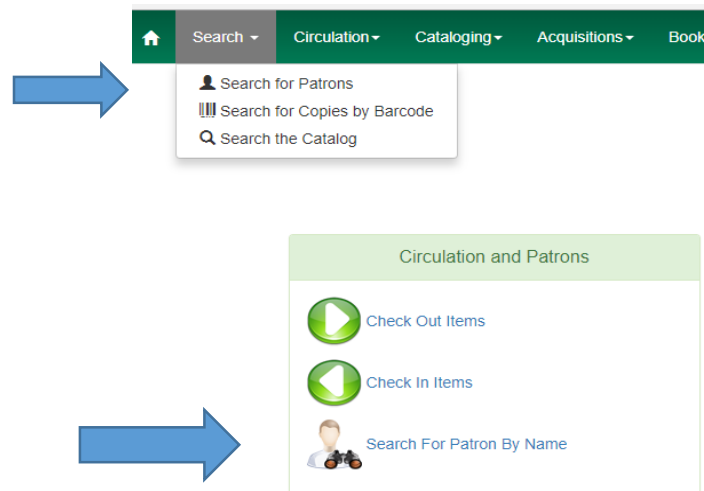 Search Circulation Cataloging Acquisitions Book
Search for Patrons
Search for Copies by Barcode
Search the Catalog
Circulation and Patrons
Check Out Items
Check In Items
Search For Patron By Name